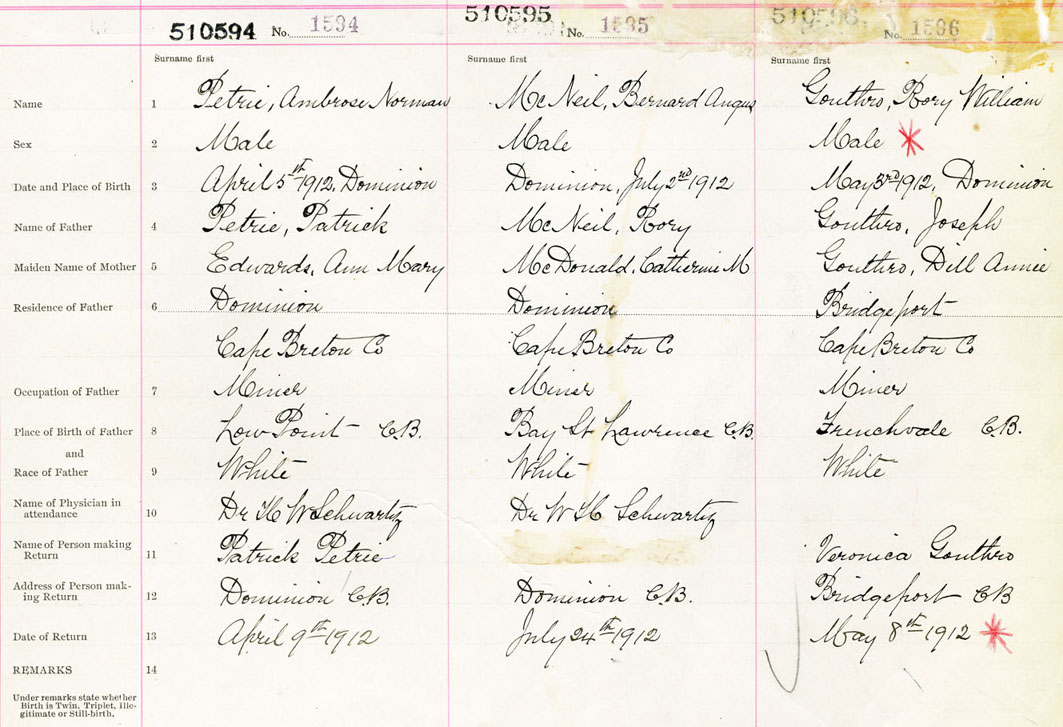 510594 No. 1594 510595 No. 1595 510596 No. 1596
Surname first Surname first Surname first
Name 1 Petrie, Ambrose Norman McNeil, Bernard Angus Gouthro, Rory William
Sex 2 Male Male Male *
Date and Place of Birth 3 April 5th 1912, Dominion Dominion, July 2nd 1912 May 3rd 1912, Dominion
Name of Father 4 Petrie, Patrick McNeil, Rory Gouthro, Joseph
Maiden Name of Mother 5 Edwards, Ann Mary McDonald, Catherine M Gouthro, Dill Annie
Residence of Father 6 Dominion Dominion Bridgeport
Cape Breton Co Cape Breton Co Cape Breton Co
Occupation of Father 7 Miner Miner Miner
Place of Birth of Father 8 Low Point C.B. Bay St Lawrence C.B. Frenchvale C.B.
and
Race of Father 9 White White White
Name of Physician in
attendance 10 Dr H W Schwartz Dr W H Schwartz
Name of Person making
Return 11 Patrick Petrie Veronica Gouthro
Address of Person mak-
ing Return 12 Dominion C.B. Dominion C.B. Bridgeport C.B
Date of Return 13 April 9th 1912 July 24th 1912 May 8th 1912 *
REMARKS 14
Under remarks state whether
Birth is Twin, Triplet, Ille-
gitimate or Still-birth.